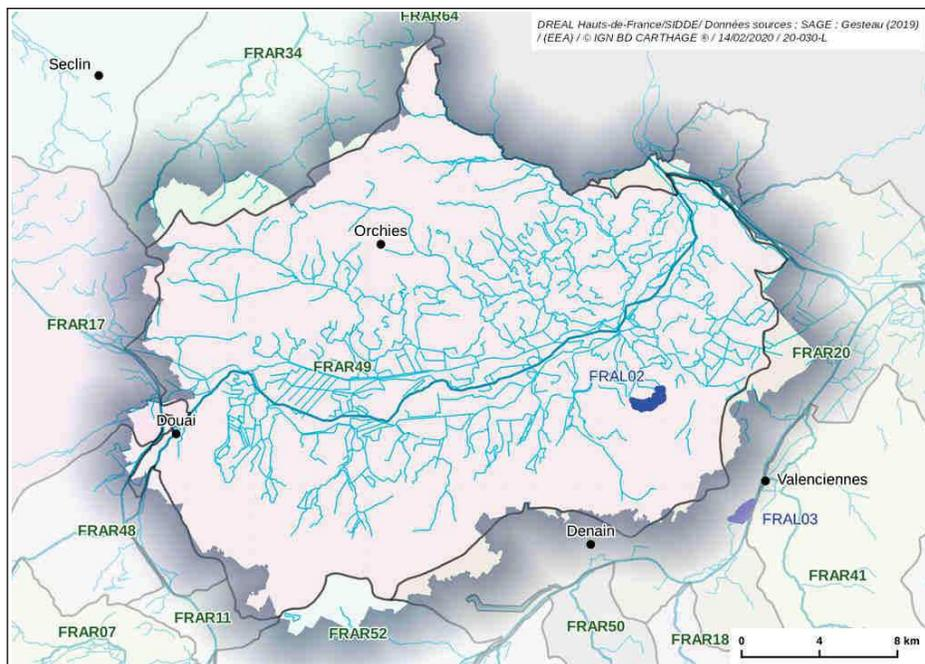 FRAR64
DREAL Hauts-de-France/SIDDE/ Données sources : SAGE : Gesteau (2019)
/ (EEA) / © IGN BD CARTHAGE ® / 14/02/2020 / 20-030-L
Seclin
FRAR34
Orchies
FRAR17
FRAR49
FRAR20
FRAL02
Douai
Valenciennes
FRAL03
FRAR48
Denain
FRAR41
FRAR11
FRAR07
FRAR52
FRAR50
FRAR18
0 4 8 km